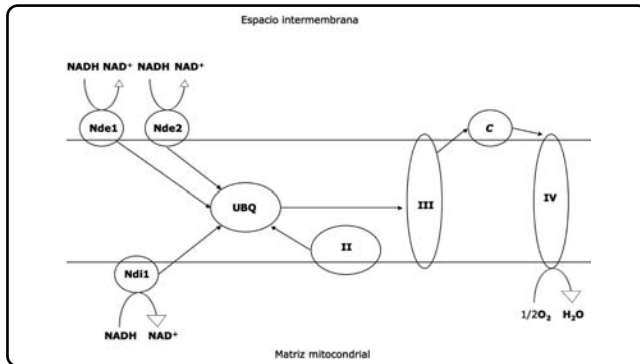 Espacio intermembrana
NADH NAD⁺ NADH NAD⁺
Nde1
Nde2
C
UBQ
III
IV
II
Ndi1
NADH NAD⁺
1/2O₂ H₂O
Matriz mitocondrial